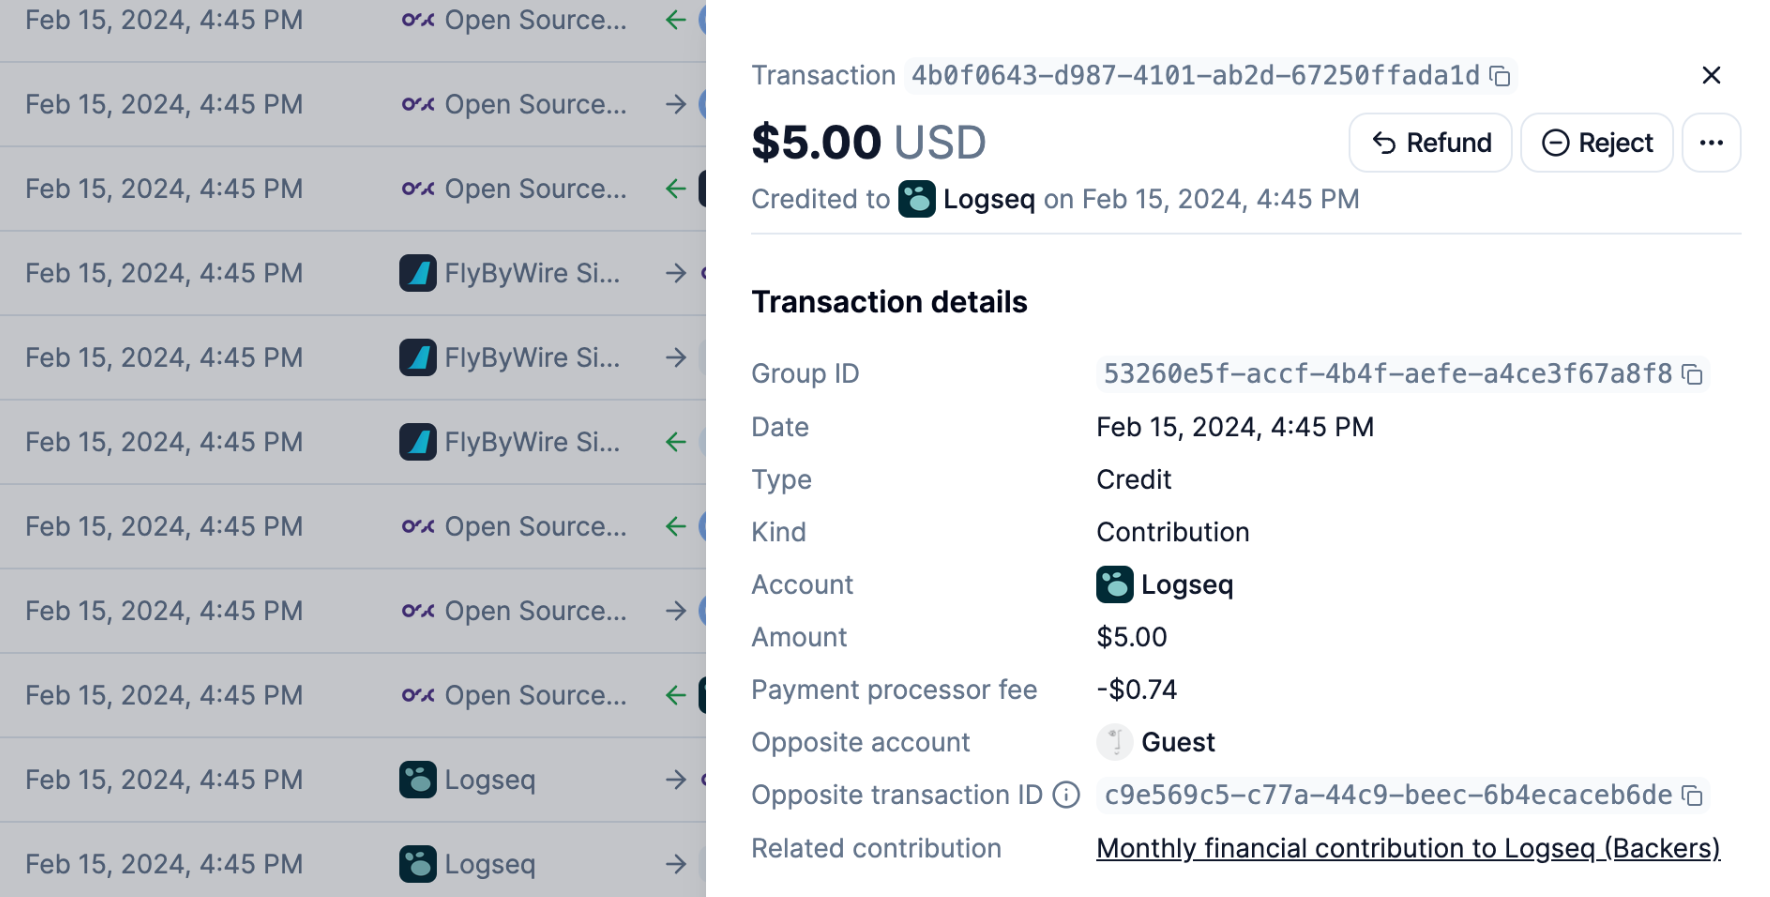 Feb 15, 2024, 4:45 PM Open Source...
Feb 15, 2024, 4:45 PM Open Source...
Feb 15, 2024, 4:45 PM Open Source...
Feb 15, 2024, 4:45 PM FlyByWire Si...
Feb 15, 2024, 4:45 PM FlyByWire Si...
Feb 15, 2024, 4:45 PM FlyByWire Si...
Feb 15, 2024, 4:45 PM Open Source...
Feb 15, 2024, 4:45 PM Open Source...
Feb 15, 2024, 4:45 PM Open Source...
Feb 15, 2024, 4:45 PM Logseq
Feb 15, 2024, 4:45 PM Logseq
Transaction 4b0f0643-d987-4101-ab2d-67250ffada1d
$5.00 USD Refund Reject
Credited to Logseq on Feb 15, 2024, 4:45 PM
Transaction details
Group ID 53260e5f-accf-4b4f-aefe-a4ce3f67a8f8
Date Feb 15, 2024, 4:45 PM
Type Credit
Kind Contribution
Account Logseq
Amount $5.00
Payment processor fee -$0.74
Opposite account Guest
Opposite transaction ID c9e569c5-c77a-44c9-beec-6b4ecaceb6de
Related contribution Monthly financial contribution to Logseq (Backers)